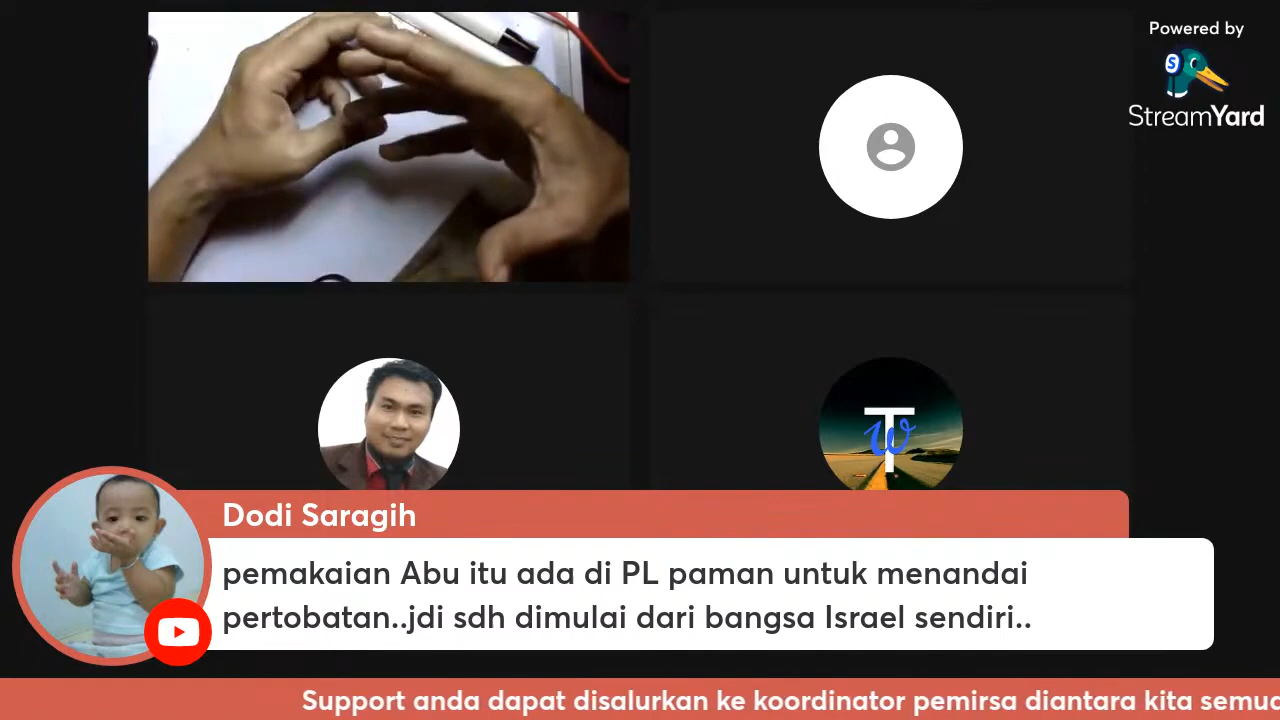 Powered by
StreamYard
Tw
Dodi Saragih
pemakaian Abu itu ada di PL paman untuk menandai
pertobatan..jdi sdh dimulai dari bangsa Israel sendiri..
Support anda dapat disalurkan ke koordinator pemirsa diantara kita